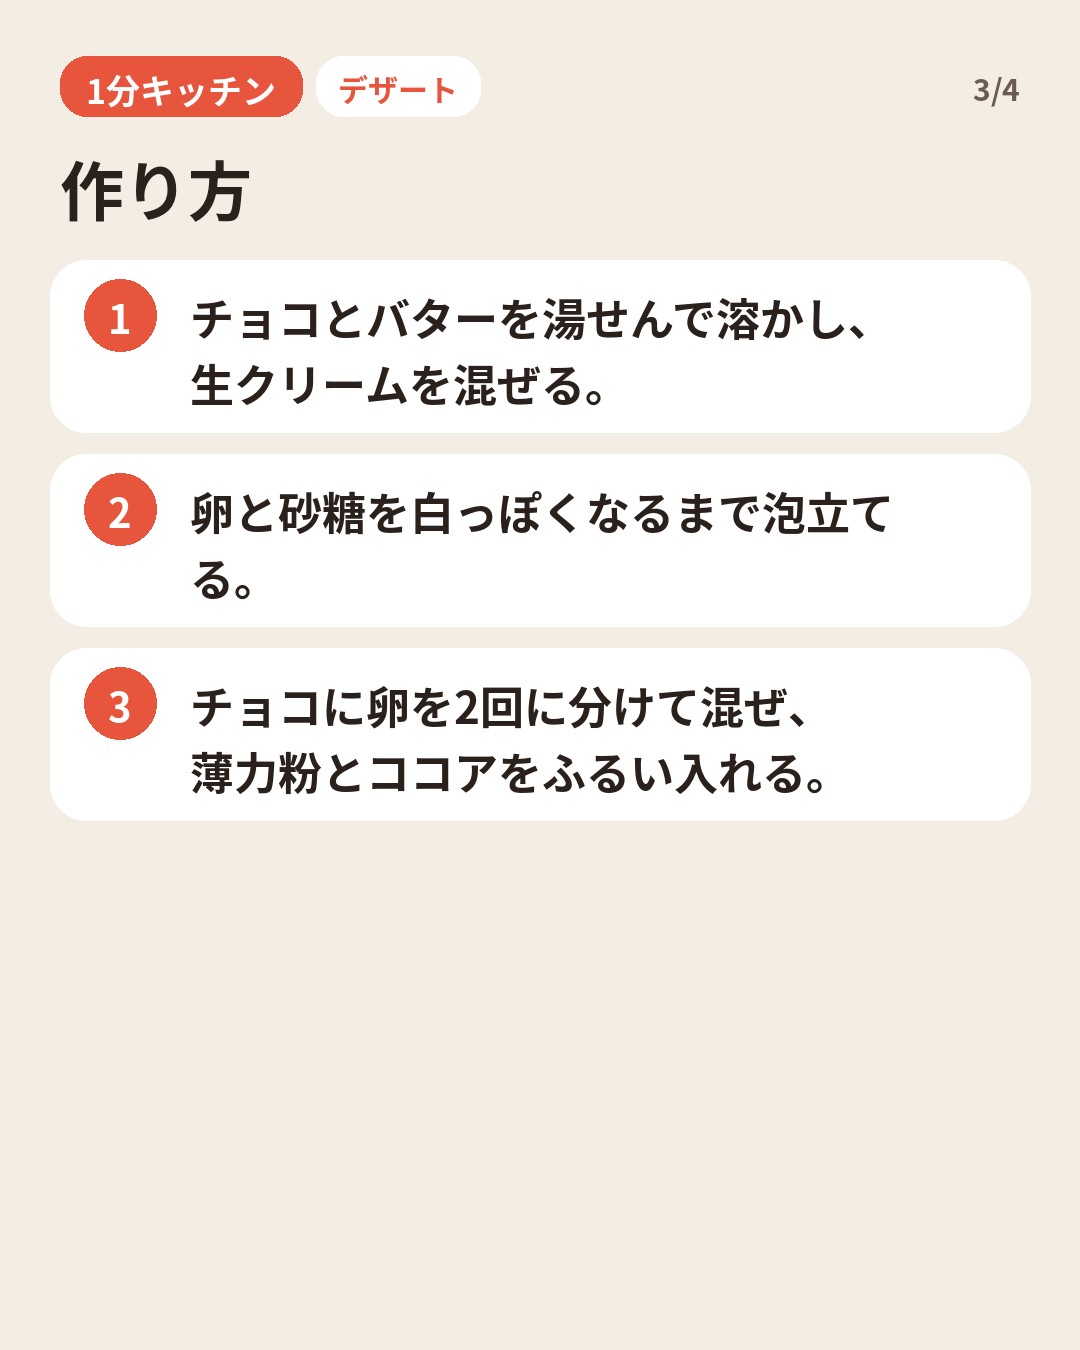 1分キッチン デザート 3/4
作り方
1 チョコとバターを湯せんで溶かし、
生クリームを混ぜる。
2 卵と砂糖を白っぽくなるまで泡立て
る。
3 チョコに卵を2回に分けて混ぜ、
薄力粉とココアをふるい入れる。